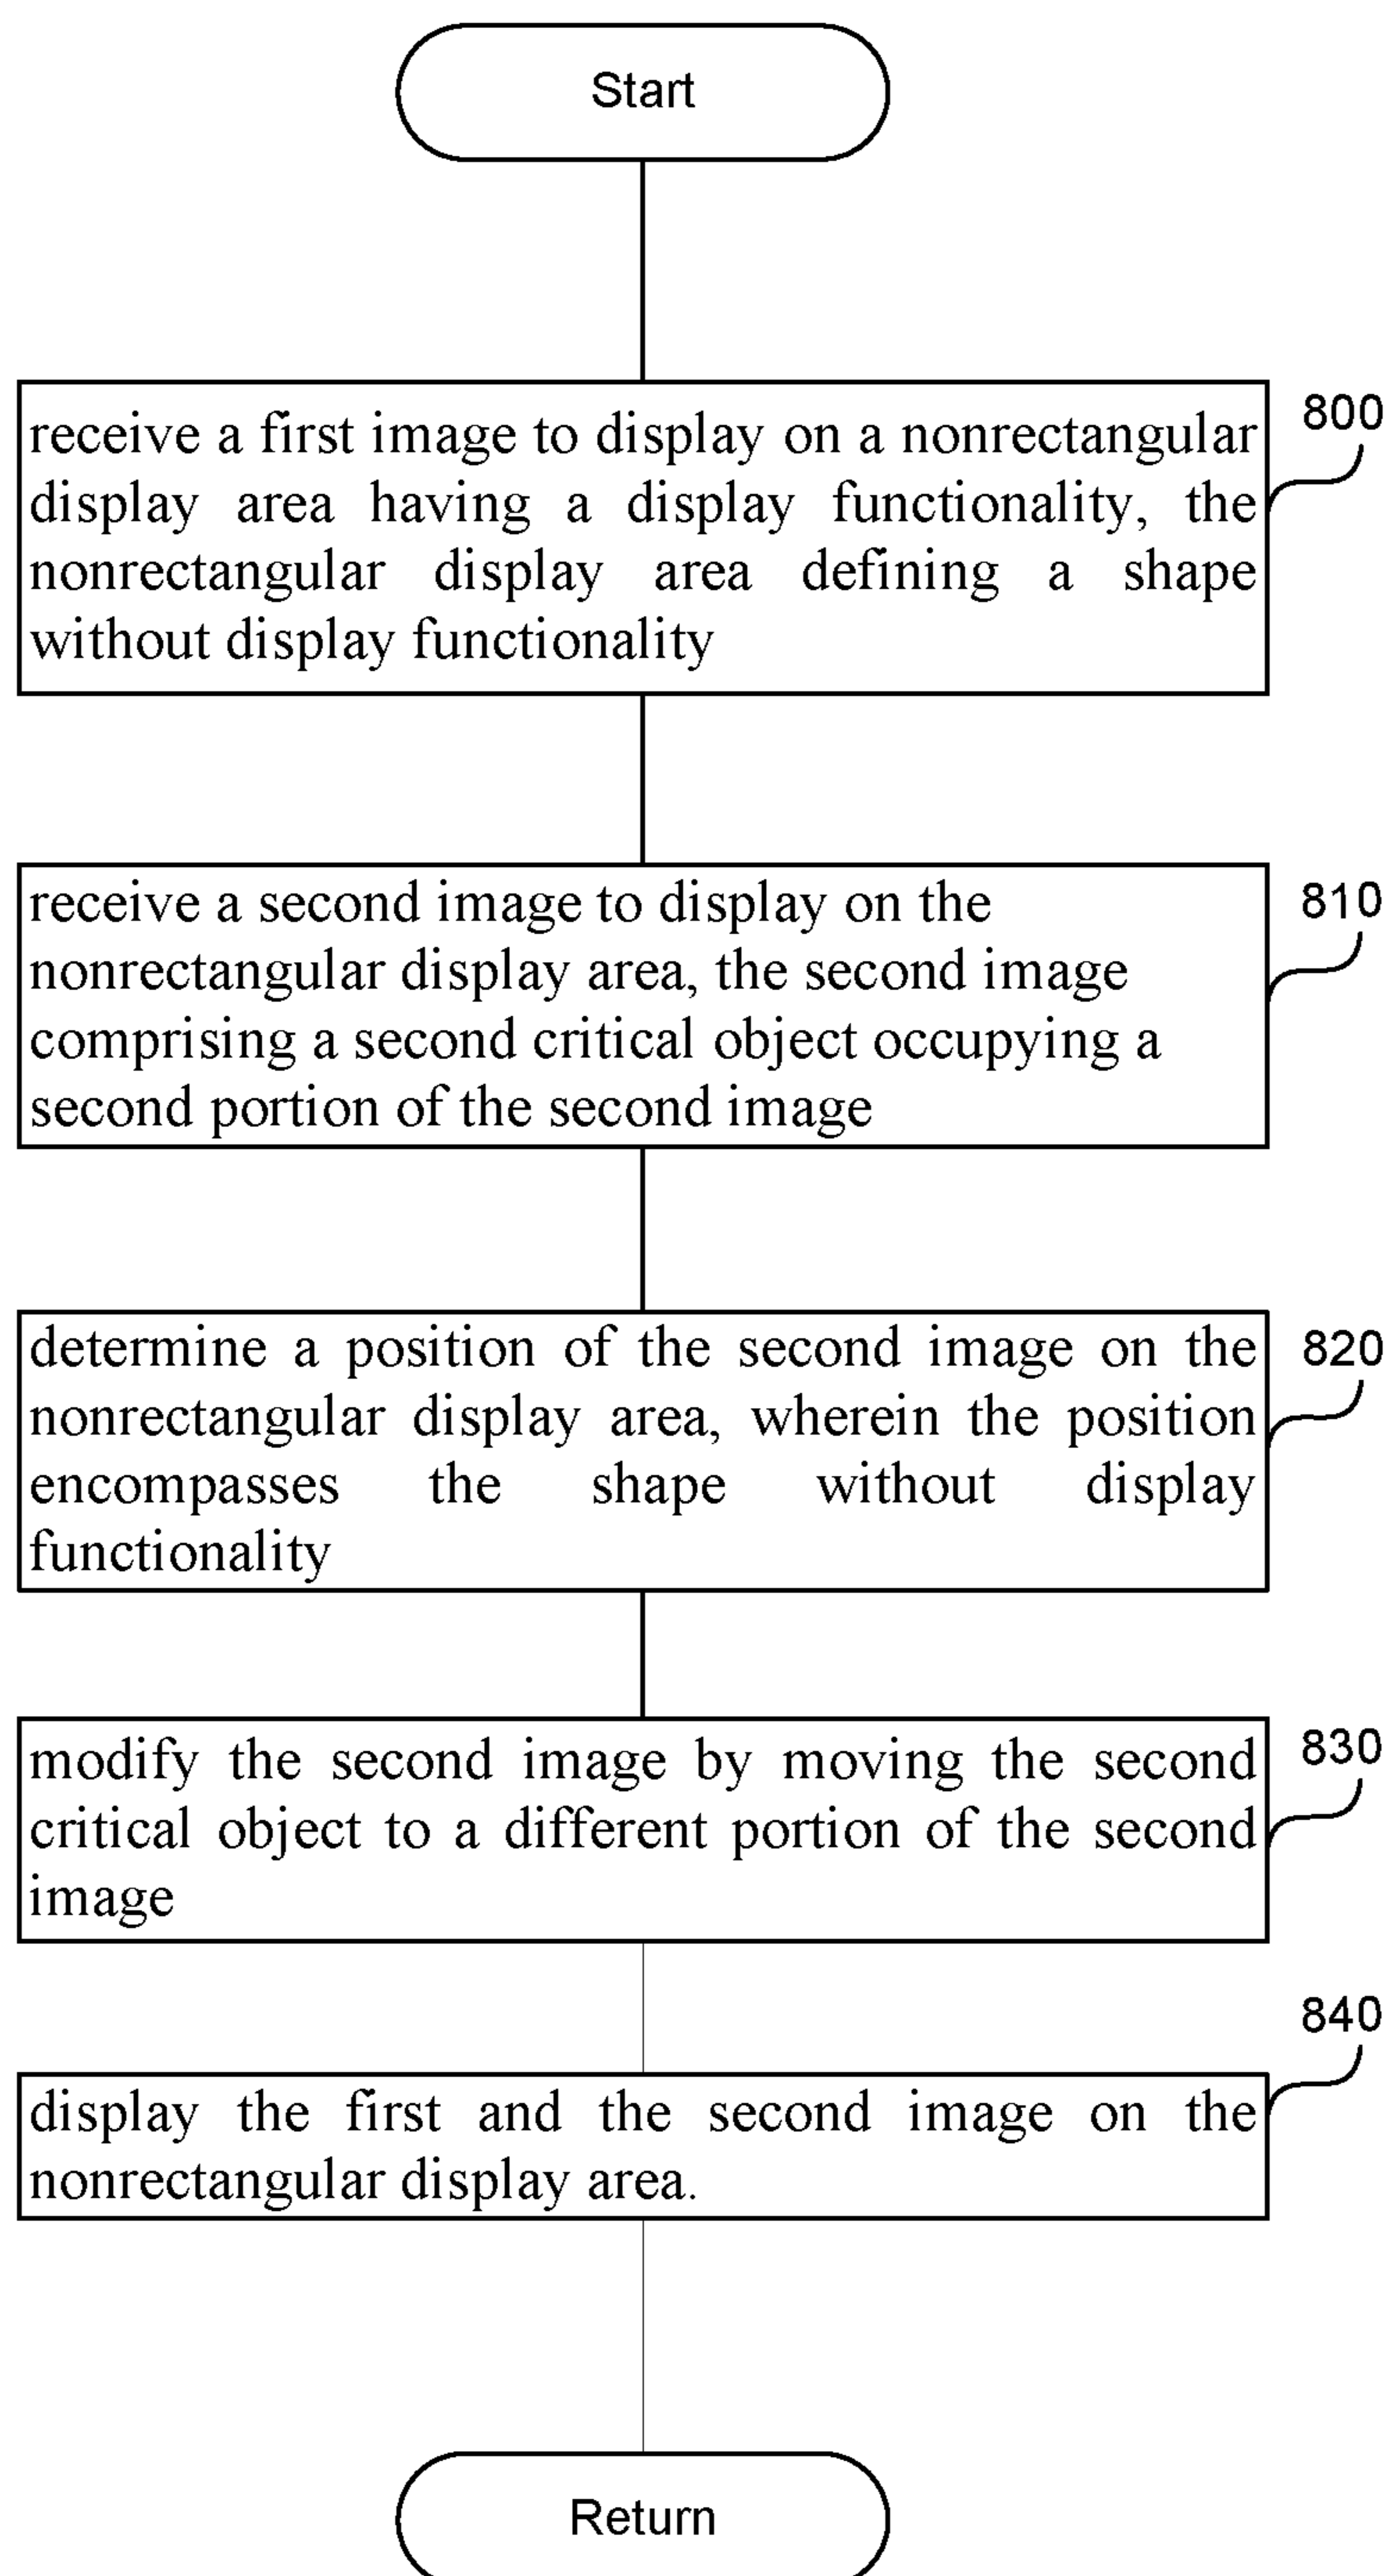 Start
receive a first image to display on a nonrectangular
display area having a display functionality, the
nonrectangular display area defining a shape
without display functionality
800
receive a second image to display on the
nonrectangular display area, the second image
comprising a second critical object occupying a
second portion of the second image
810
determine a position of the second image on the
nonrectangular display area, wherein the position
encompasses the shape without display
functionality
820
modify the second image by moving the second
critical object to a different portion of the second
image
830
display the first and the second image on the
nonrectangular display area.
840
Return